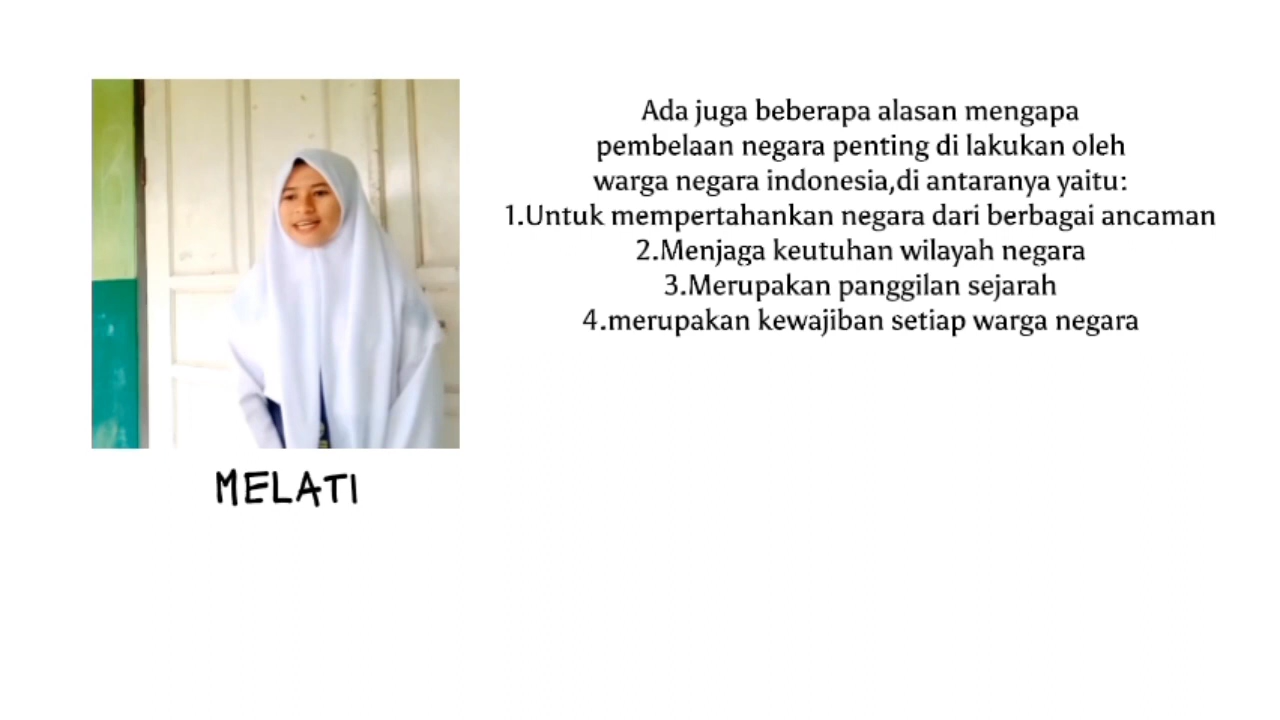 Ada juga beberapa alasan mengapa
pembelaan negara penting di lakukan oleh
warga negara indonesia,di antaranya yaitu:
1.Untuk mempertahankan negara dari berbagai ancaman
2.Menjaga keutuhan wilayah negara
3.Merupakan panggilan sejarah
4.merupakan kewajiban setiap warga negara
MELATI